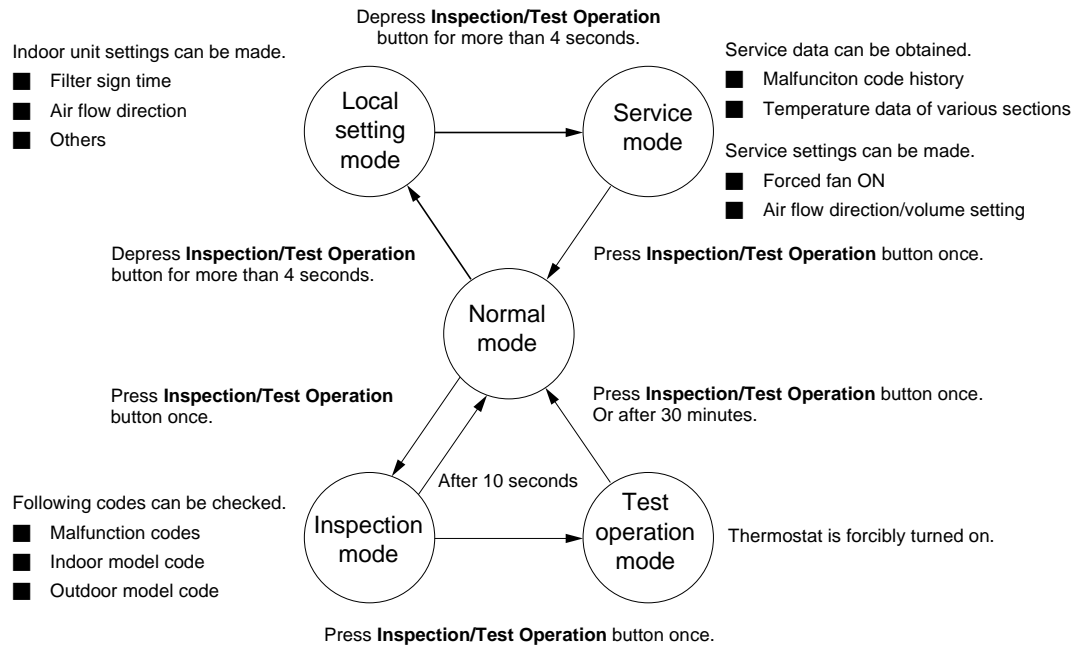 Depress Inspection/Test Operation
button for more than 4 seconds.
Indoor unit settings can be made.
Filter sign time
Air flow direction
Others
Local
setting
mode
Service
mode
Service data can be obtained.
Malfunciton code history
Temperature data of various sections
Service settings can be made.
Forced fan ON
Air flow direction/volume setting
Depress Inspection/Test Operation
button for more than 4 seconds.
Press Inspection/Test Operation button once.
Normal
mode
Press Inspection/Test Operation
button once.
Press Inspection/Test Operation button once.
Or after 30 minutes.
After 10 seconds
Following codes can be checked.
Malfunction codes
Indoor model code
Outdoor model code
Inspection
mode
Test
operation
mode
Thermostat is forcibly turned on.
Press Inspection/Test Operation button once.